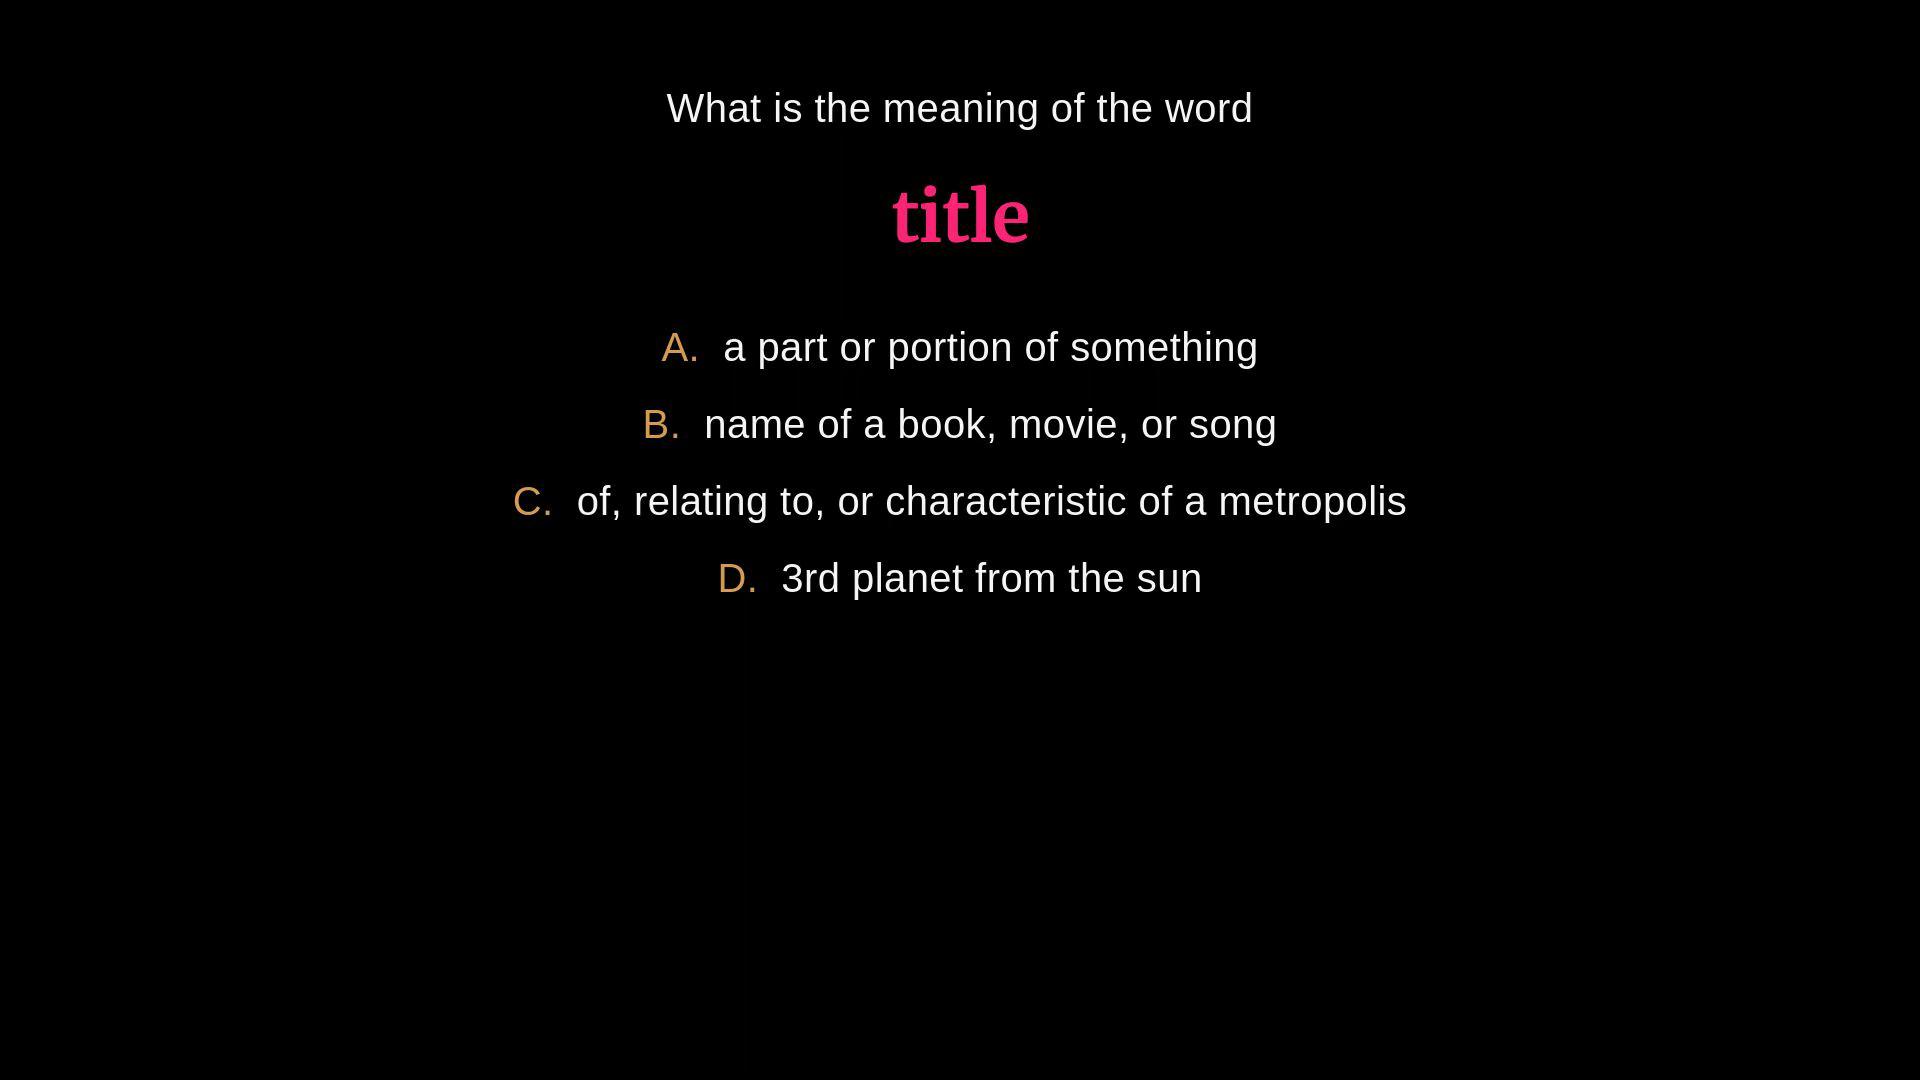 What is the meaning of the word
title
A. a part or portion of something
B. name of a book, movie, or song
C. of, relating to, or characteristic of a metropolis
D. 3rd planet from the sun